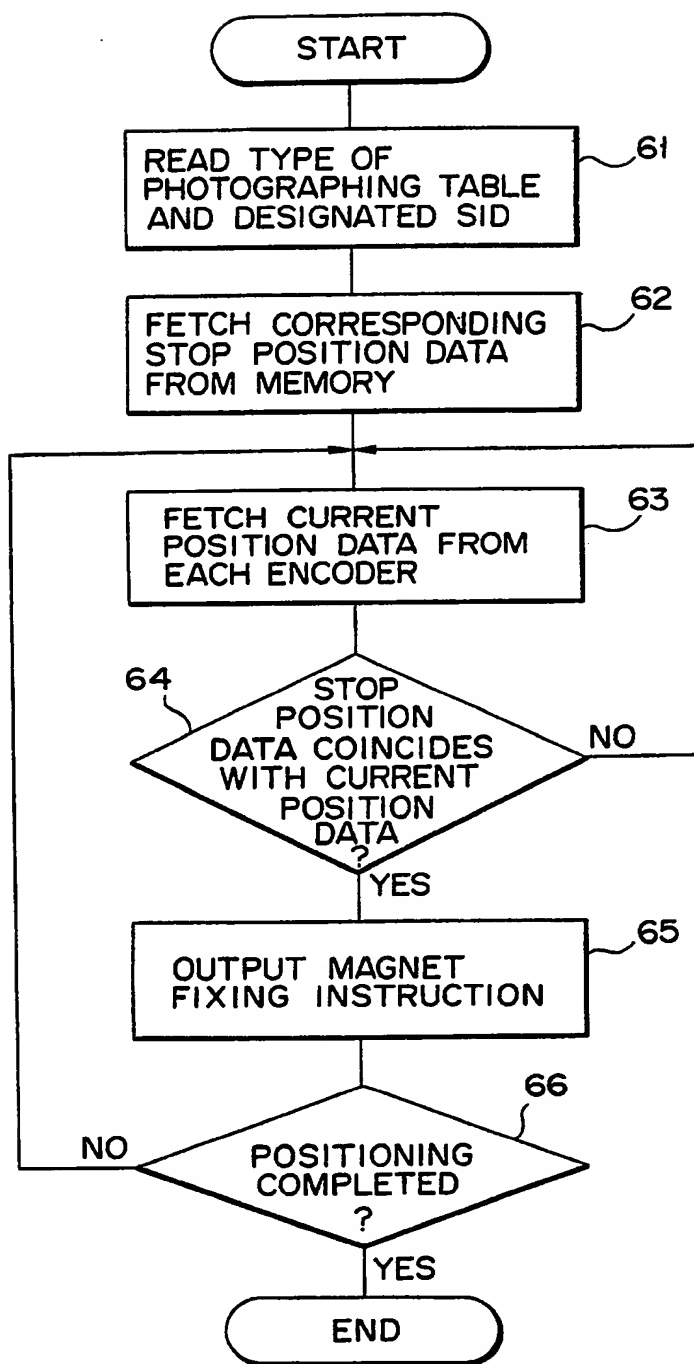 START
61
READ TYPE OF
PHOTOGRAPHING TABLE
AND DESIGNATED SID
62
FETCH CORRESPONDING
STOP POSITION DATA
FROM MEMORY
63
FETCH CURRENT
POSITION DATA FROM
EACH ENCODER
64
STOP
POSITION
DATA COINCIDES
WITH CURRENT
POSITION
DATA
?
NO
YES
65
OUTPUT MAGNET
FIXING INSTRUCTION
66
NO
POSITIONING
COMPLETED
?
YES
END